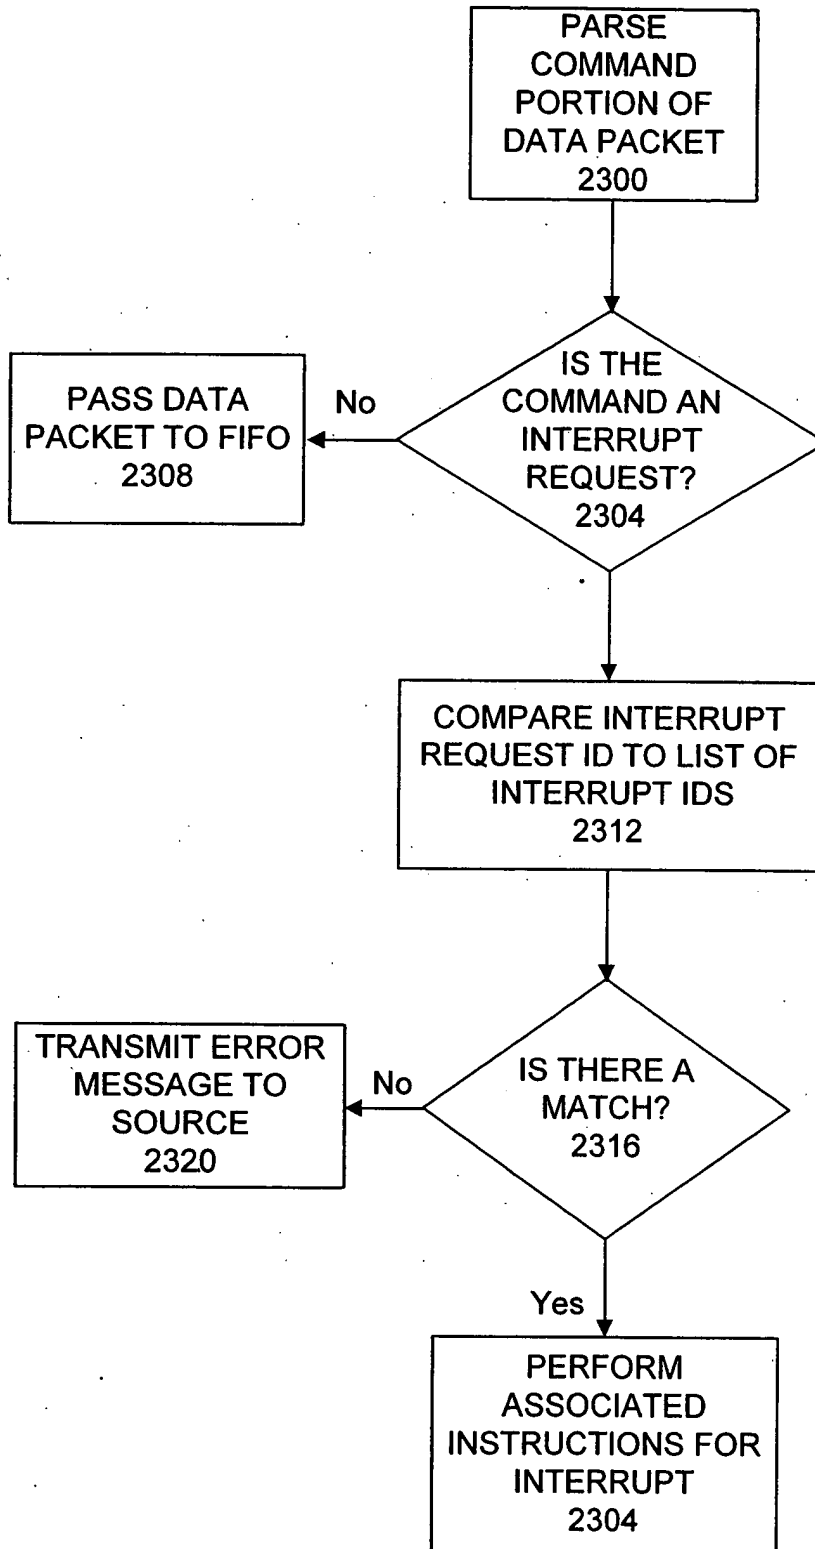 PARSE
COMMAND
PORTION OF
DATA PACKET
2300
IS THE
COMMAND AN
INTERRUPT
REQUEST?
2304
No
PASS DATA
PACKET TO FIFO
2308
COMPARE INTERRUPT
REQUEST ID TO LIST OF
INTERRUPT IDS
2312
IS THERE A
MATCH?
2316
No
TRANSMIT ERROR
MESSAGE TO
SOURCE
2320
Yes
PERFORM
ASSOCIATED
INSTRUCTIONS FOR
INTERRUPT
2304